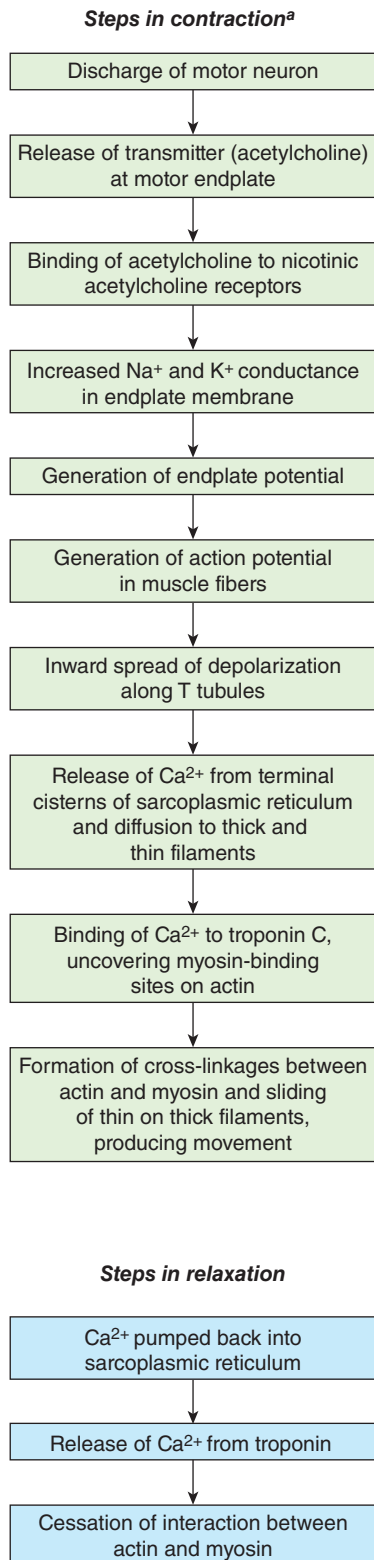 Steps in contractionᵃ
Discharge of motor neuron
Release of transmitter (acetylcholine)
at motor endplate
Binding of acetylcholine to nicotinic
acetylcholine receptors
Increased Na⁺ and K⁺ conductance
in endplate membrane
Generation of endplate potential
Generation of action potential
in muscle fibers
Inward spread of depolarization
along T tubules
Release of Ca²⁺ from terminal
cisterns of sarcoplasmic reticulum
and diffusion to thick and
thin filaments
Binding of Ca²⁺ to troponin C,
uncovering myosin-binding
sites on actin
Formation of cross-linkages between
actin and myosin and sliding
of thin on thick filaments,
producing movement
Steps in relaxation
Ca²⁺ pumped back into
sarcoplasmic reticulum
Release of Ca²⁺ from troponin
Cessation of interaction between
actin and myosin